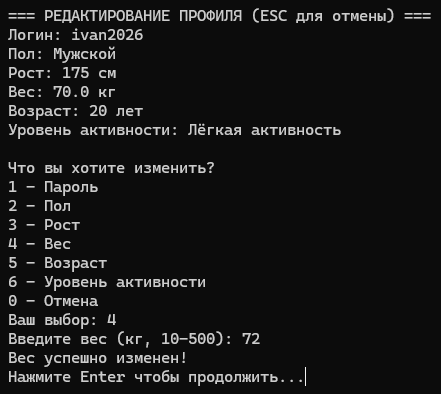 === РЕДАКТИРОВАНИЕ ПРОФИЛЯ (ESC для отмены) ===
Логин: ivan2026
Пол: Мужской
Рост: 175 см
Вес: 70.0 кг
Возраст: 20 лет
Уровень активности: Лёгкая активность

Что вы хотите изменить?
1 - Пароль
2 - Пол
3 - Рост
4 - Вес
5 - Возраст
6 - Уровень активности
0 - Отмена
Ваш выбор: 4
Введите вес (кг, 10-500): 72
Вес успешно изменен!
Нажмите Enter чтобы продолжить...